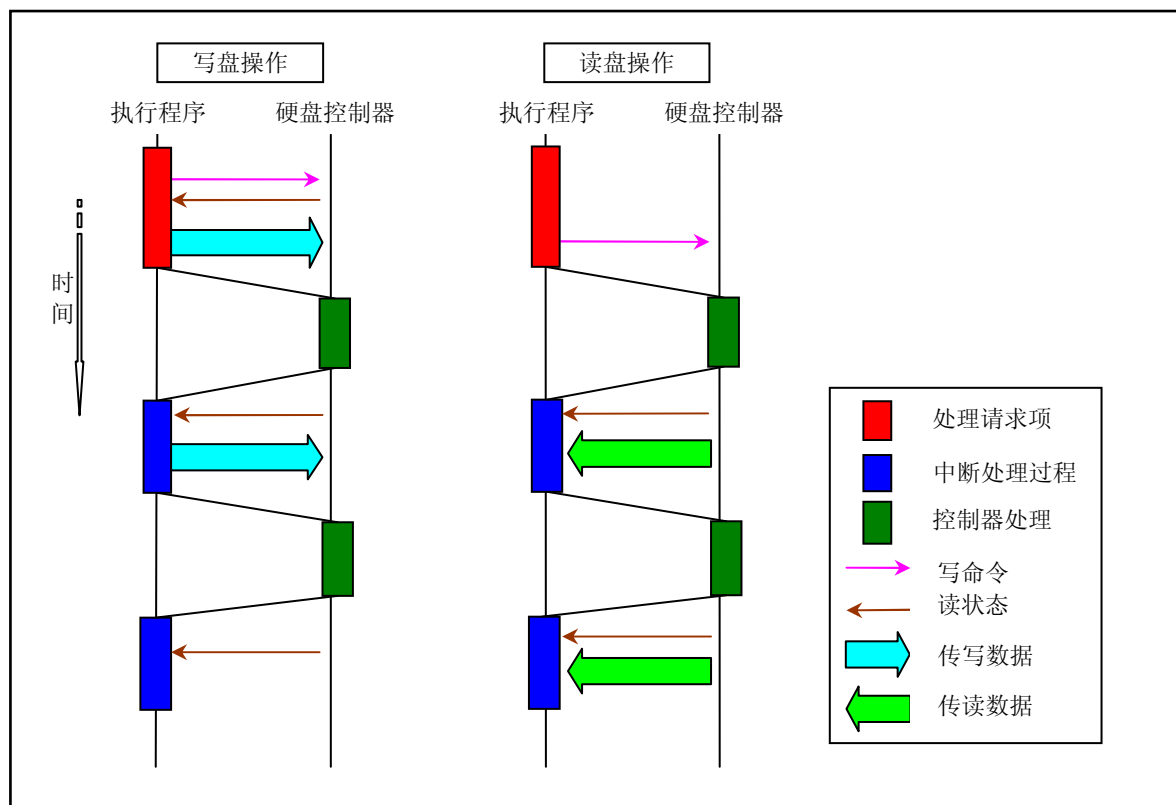 写盘操作
读盘操作
执行程序
硬盘控制器
执行程序
硬盘控制器
时
间
处理请求项
中断处理过程
控制器处理
写命令
读状态
传写数据
传读数据